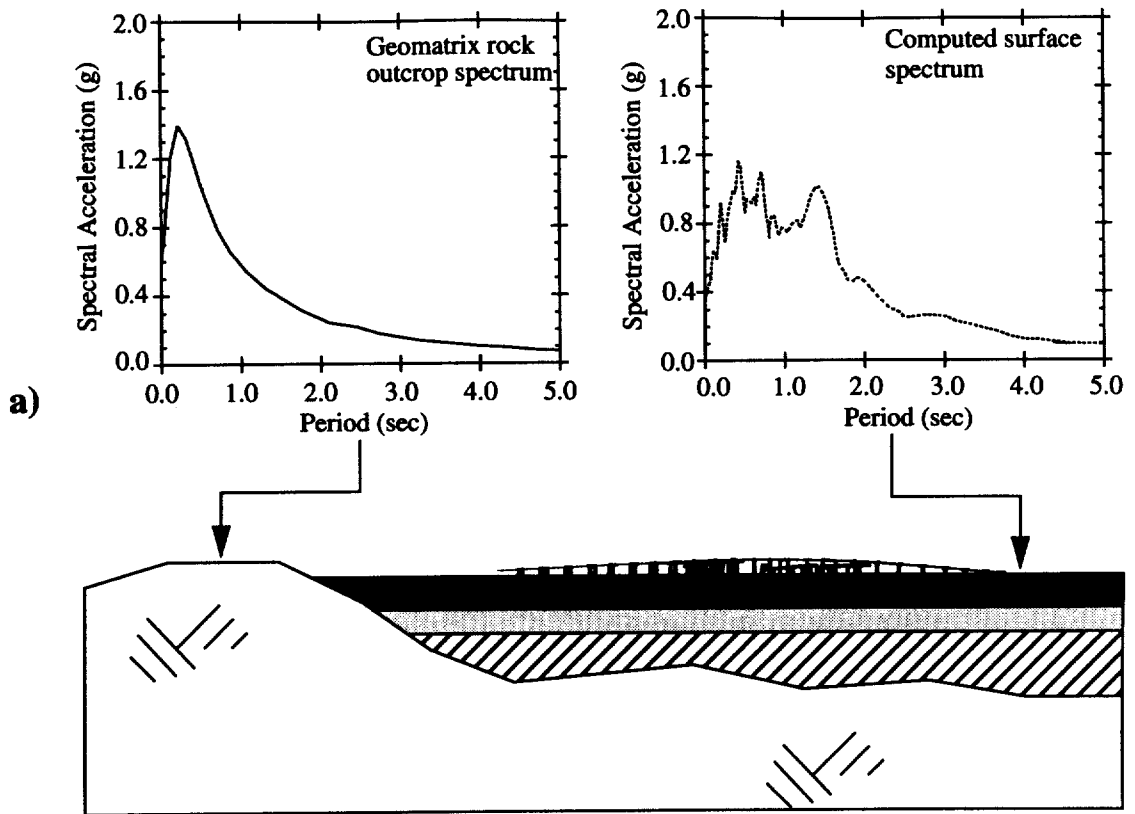 2.0
1.6
1.2
0.8
0.4
0.0
Spectral Acceleration (g)
Geomatrix rock
outcrop spectrum
0.0 1.0 2.0 3.0 4.0 5.0
Period (sec)
2.0
1.6
1.2
0.8
0.4
0.0
Spectral Acceleration (g)
Computed surface
spectrum
0.0 1.0 2.0 3.0 4.0 5.0
Period (sec)
a)